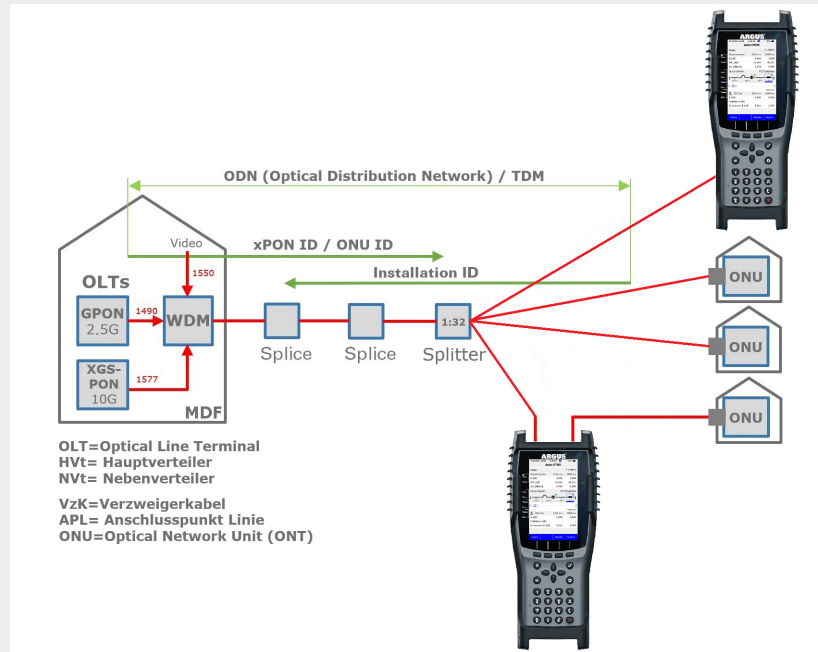 ARGUS
ODN (Optical Distribution Network) / TDM
Video
xPON ID / ONU ID
1550
Installation ID
OLTs
GPON
2.5G
1490
WDM
1:32
Splice
Splice
Splitter
XGS-
PON
10G
1577
MDF
ONU
ONU
ONU
OLT=Optical Line Terminal
HVt= Hauptverteiler
NVt= Nebenverteiler
VzK=Verzweigerkabel
APL= Anschlusspunkt Linie
ONU=Optical Network Unit (ONT)
ARGUS